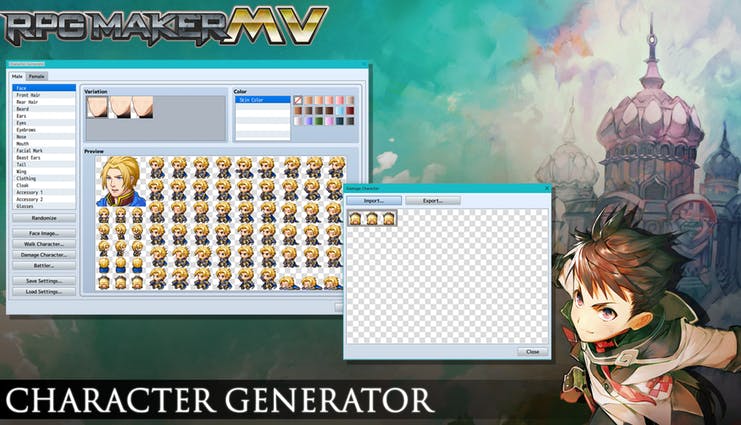 RPG MAKER MV
Character Generator
Male Female
Face
Front Hair
Rear Hair
Beard
Ears
Eyes
Eyebrows
Nose
Mouth
Facial Mark
Beast Ears
Tail
Wing
Clothing
Cloak
Accessory 1
Accessory 2
Glasses
Randomize
Face Image...
Walk Character...
Damage Character...
Battler...
Save Settings...
Load Settings...
Variation
Color
Skin Color
Preview
Damage Character
Import...
Export...
Close
CHARACTER GENERATOR